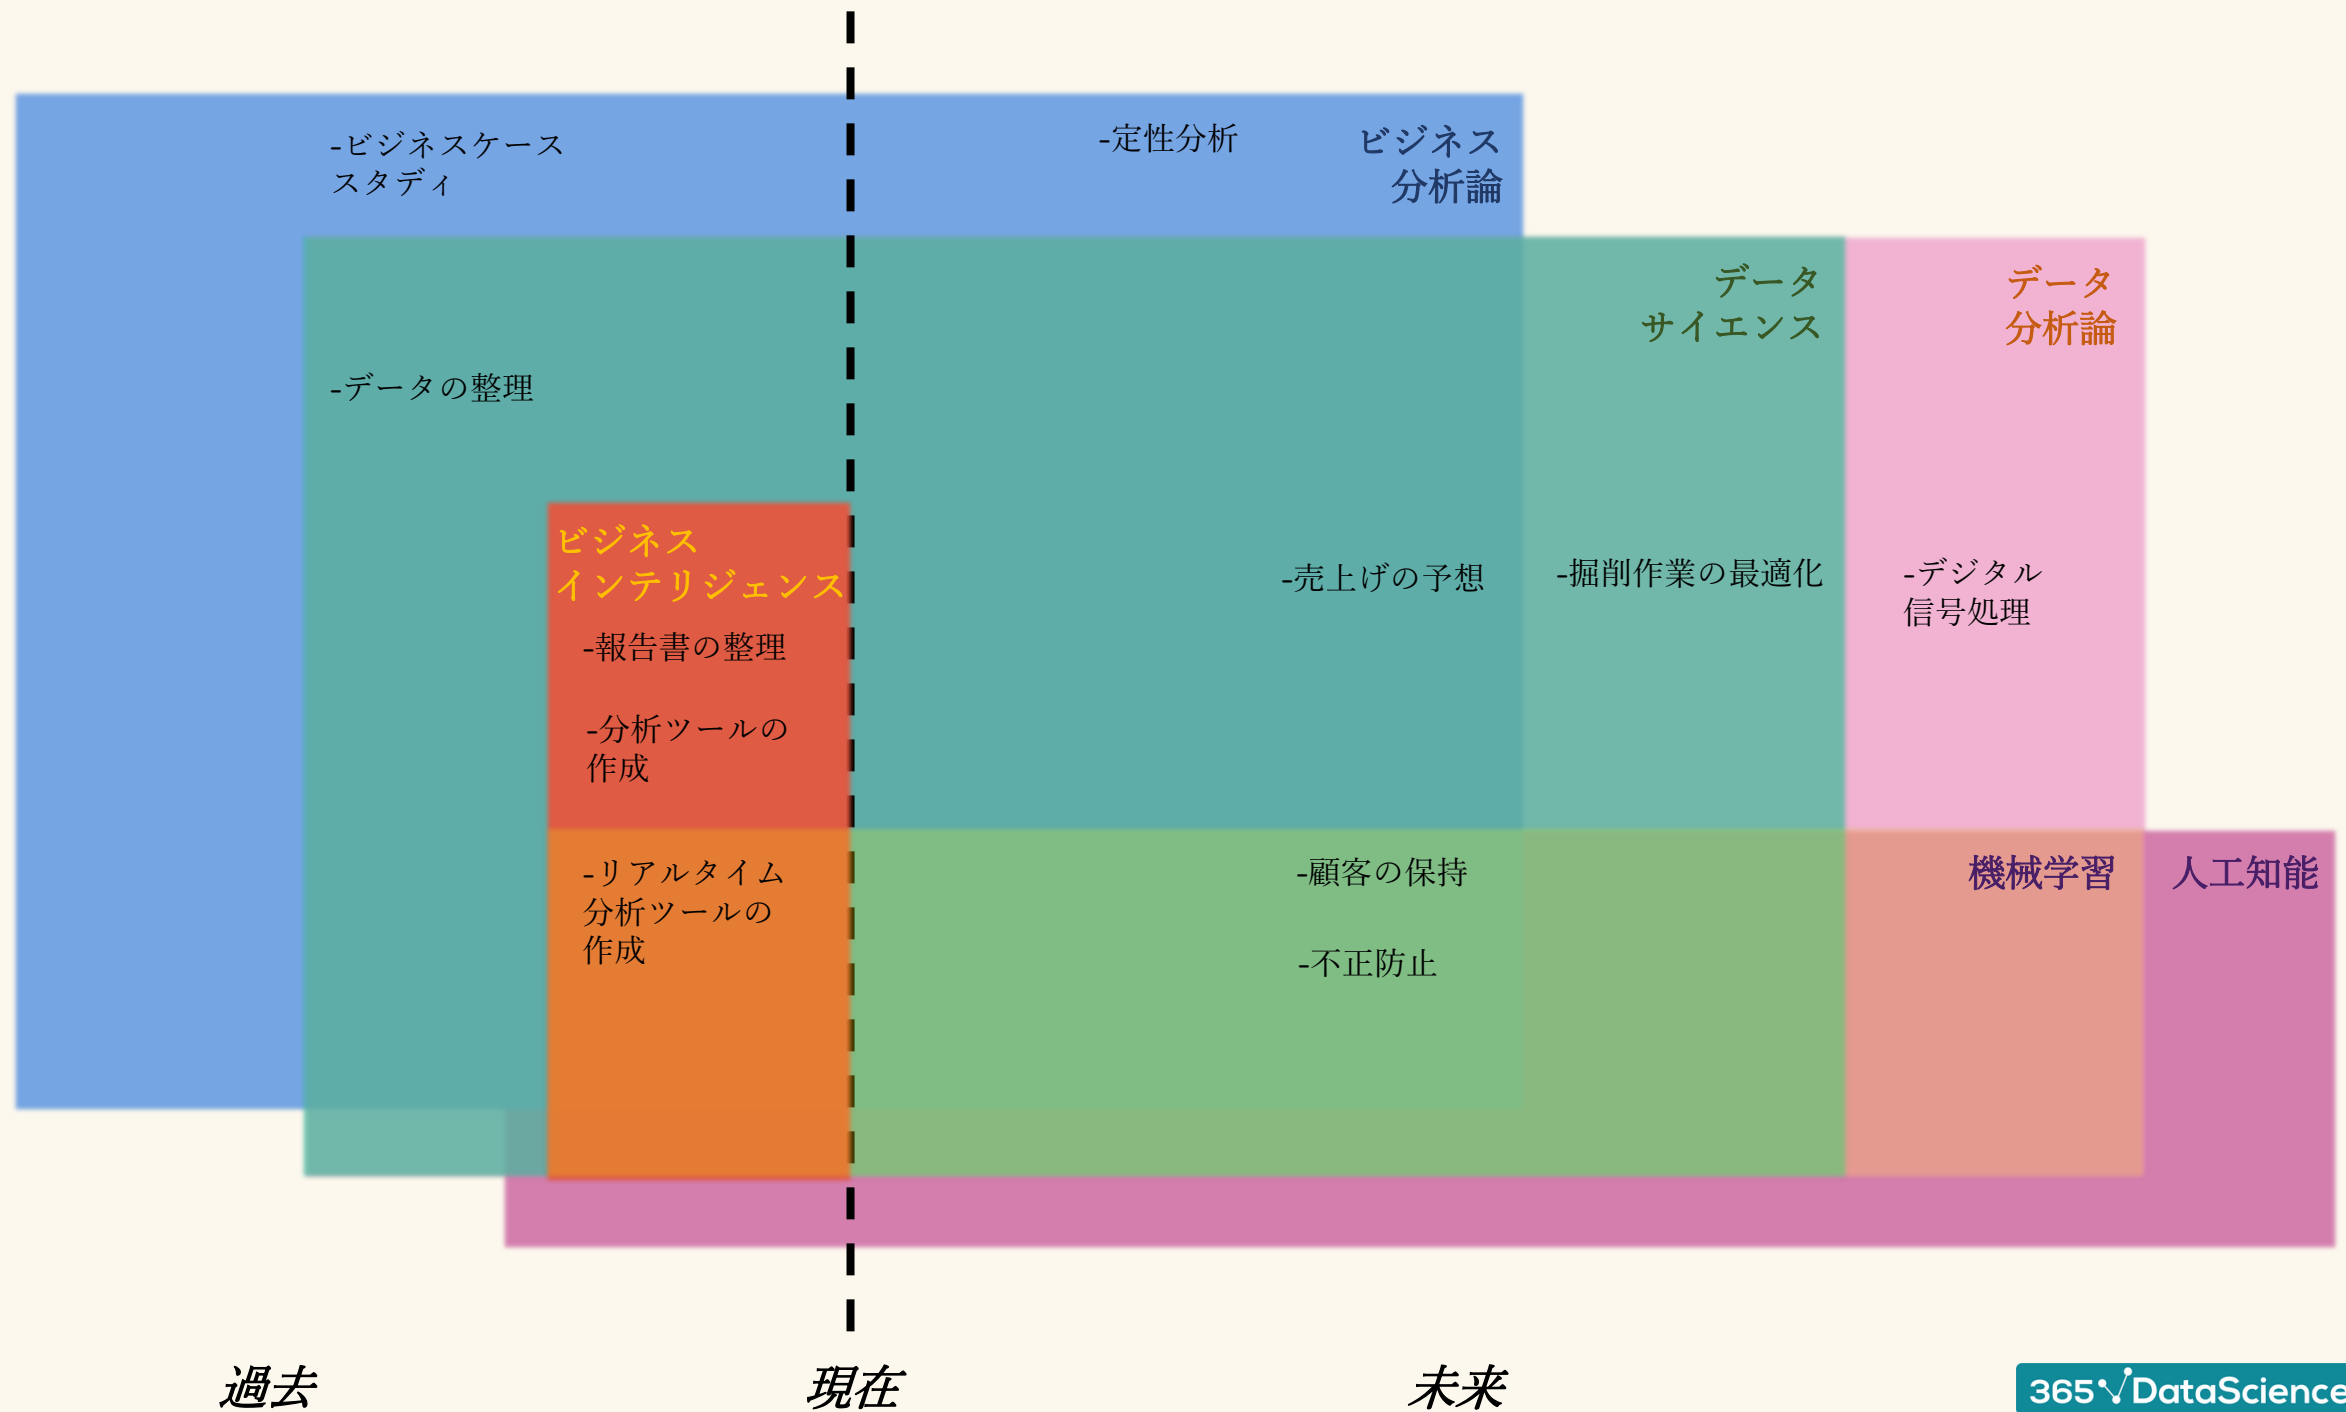 -ビジネスケース
スタディ
-定性分析
ビジネス
分析論
データ
サイエンス
データ
分析論
-データの整理
ビジネス
インテリジェンス
-報告書の整理
-分析ツールの
作成
-売上げの予想
-掘削作業の最適化
-デジタル
信号処理
-リアルタイム
分析ツールの
作成
-顧客の保持
-不正防止
機械学習
人工知能
過去
現在
未来
365 DataScience